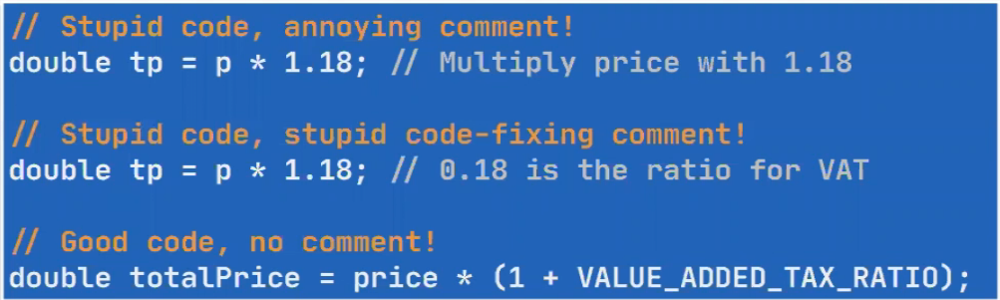 // Stupid code, annoying comment!
double tp = p * 1.18; // Multiply price with 1.18
// Stupid code, stupid code-fixing comment!
double tp = p * 1.18; // 0.18 is the ratio for VAT
// Good code, no comment!
double totalPrice = price * (1 + VALUE_ADDED_TAX_RATIO);